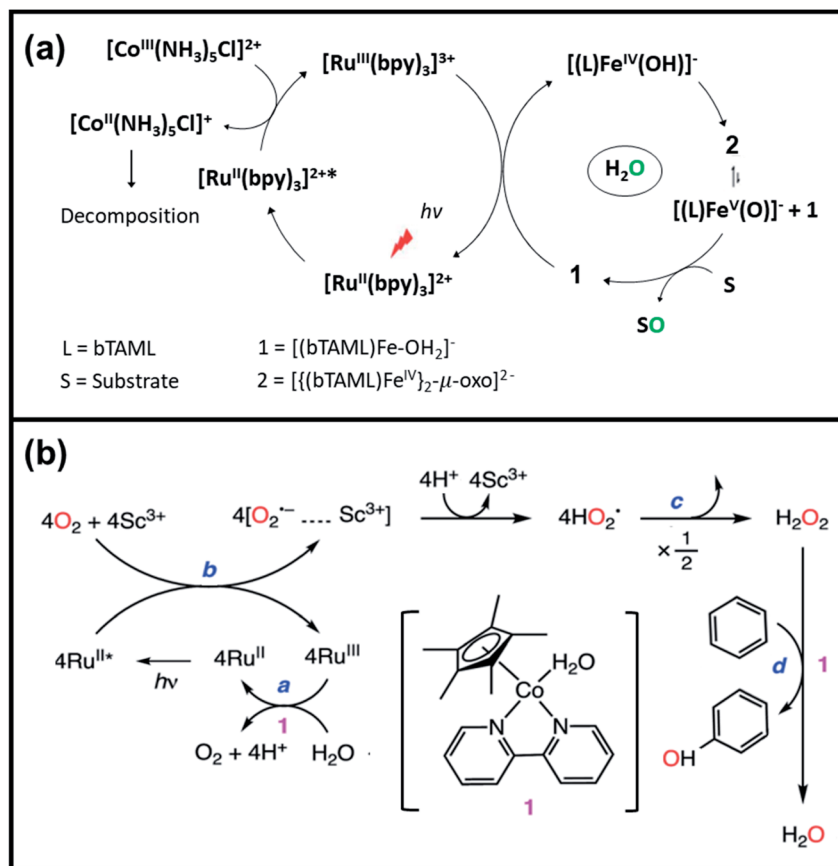 (a)
[Co^III(NH₃)₅Cl]²⁺
[Ru^III(bpy)₃]³⁺
[(L)Fe^IV(OH)]⁻
[Co^II(NH₃)₅Cl]⁺
2
H₂O
[Ru^II(bpy)₃]²⁺*
Decomposition
hν
[(L)Fe^V(O)]⁻ + 1
[Ru^II(bpy)₃]²⁺
1
S
SO
L = bTAML
1 = [(bTAML)Fe-OH₂]⁻
S = Substrate
2 = [{(bTAML)Fe^IV}₂-μ-oxo]²⁻
(b)
4H⁺ 4Sc³⁺
4O₂ + 4Sc³⁺
4[O₂•⁻ ---- Sc³⁺]
4HO₂•
c
× 1/2
H₂O₂
b
4Ru^II*
hν
4Ru^II
4Ru^III
a
1
O₂ + 4H⁺
H₂O
H₂O
Co
N
N
1
d
1
OH
H₂O